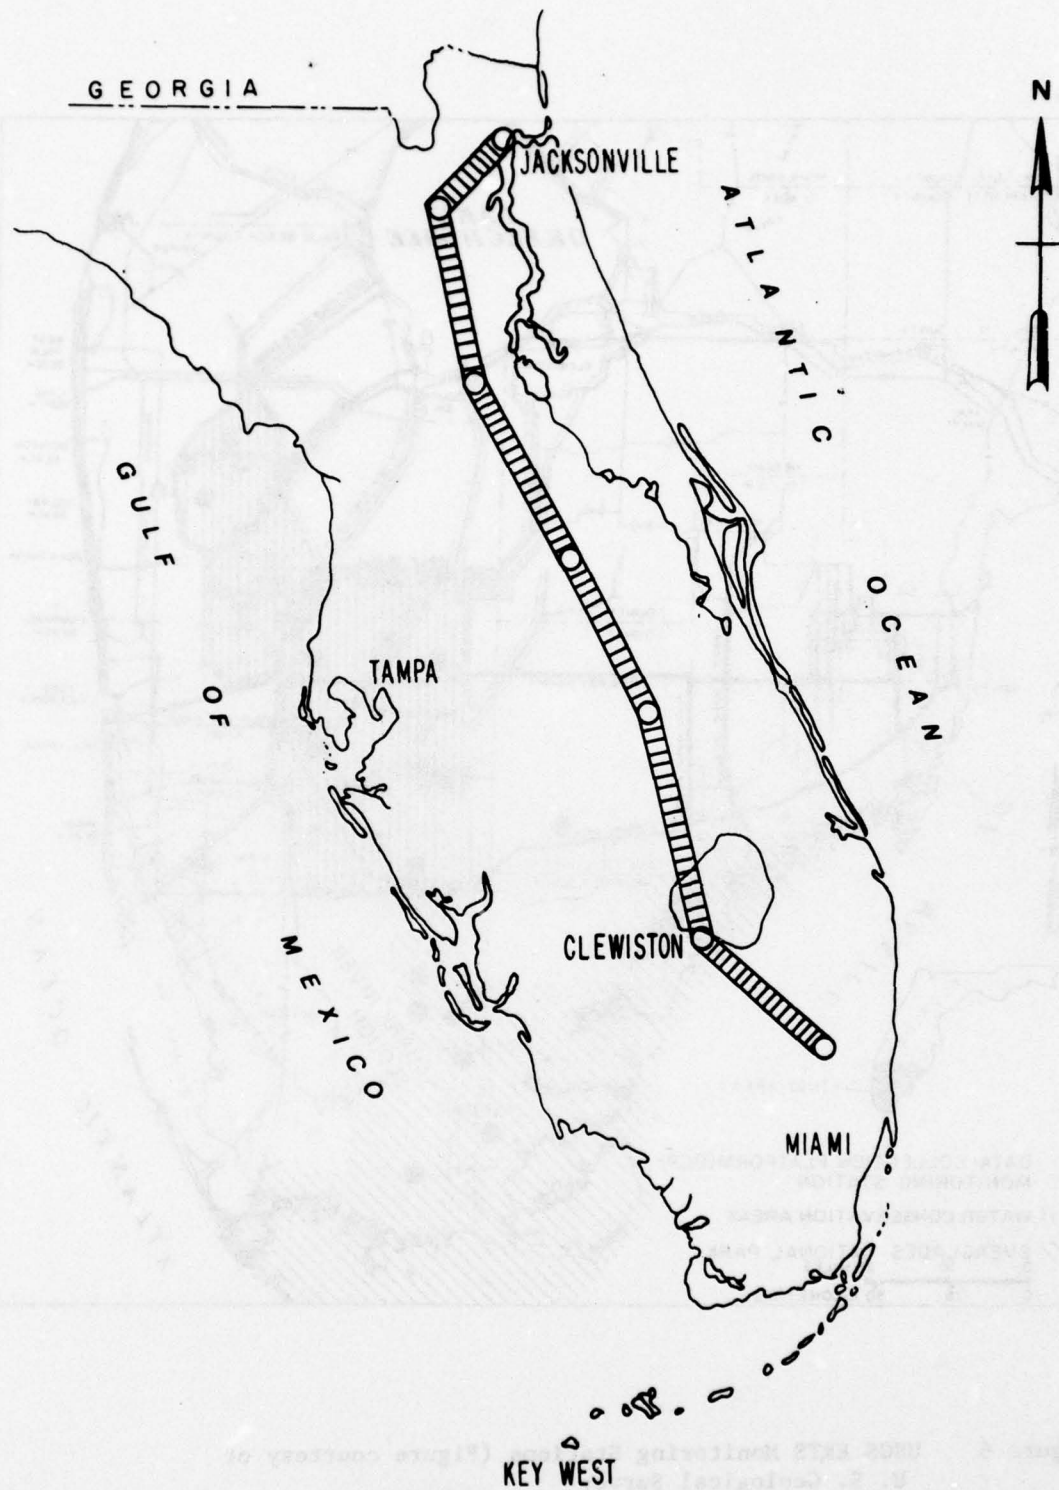 GEORGIA
N
JACKSONVILLE
ATLANTIC
OCEAN
GULF
OF
MEXICO
TAMPA
CLEWISTON
MIAMI
KEY WEST